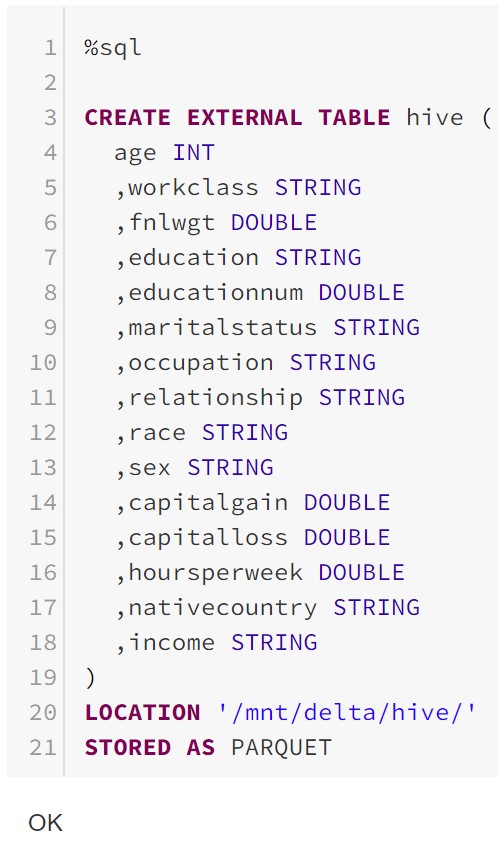 1 %sql
2
3 CREATE EXTERNAL TABLE hive (
4 age INT
5 ,workclass STRING
6 ,fnlwgt DOUBLE
7 ,education STRING
8 ,educationnum DOUBLE
9 ,maritalstatus STRING
10 ,occupation STRING
11 ,relationship STRING
12 ,race STRING
13 ,sex STRING
14 ,capitalgain DOUBLE
15 ,capitalloss DOUBLE
16 ,hoursperweek DOUBLE
17 ,nativecountry STRING
18 ,income STRING
19 )
20 LOCATION '/mnt/delta/hive/'
21 STORED AS PARQUET
OK